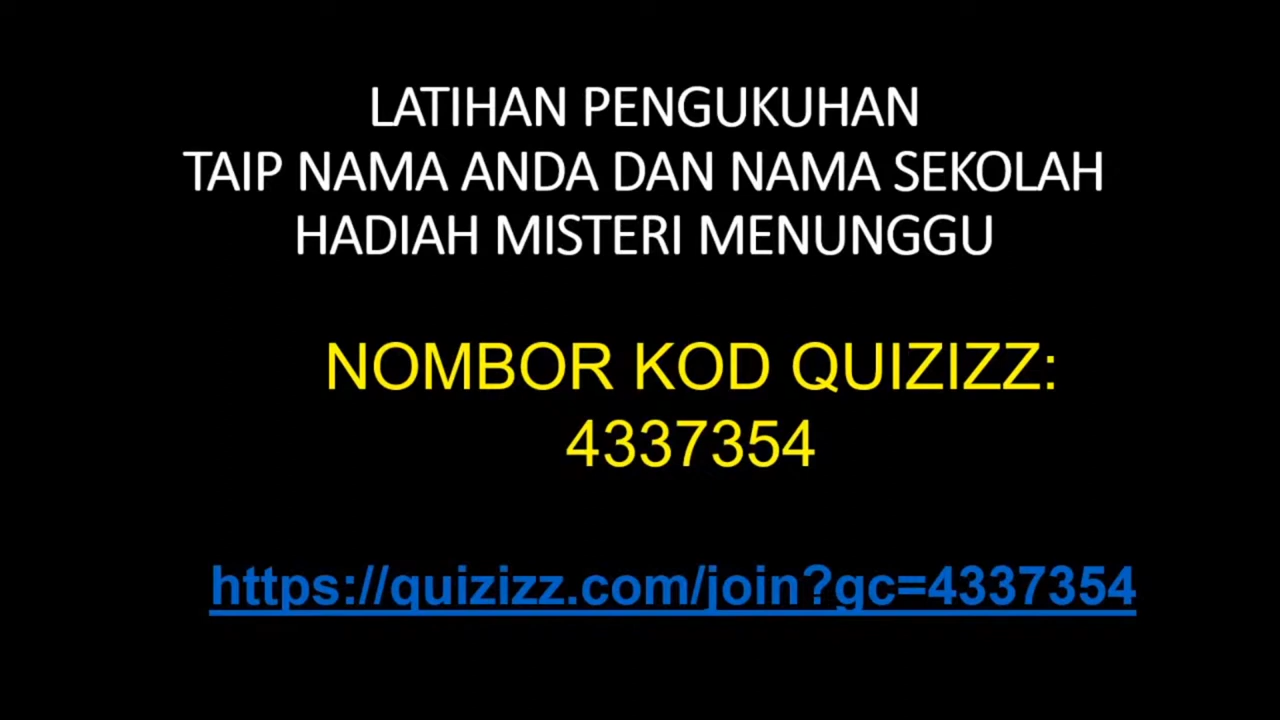 LATIHAN PENGUKUHAN
TAIP NAMA ANDA DAN NAMA SEKOLAH
HADIAH MISTERI MENUNGGU
NOMBOR KOD QUIZIZZ:
4337354
https://quizizz.com/join?gc=4337354